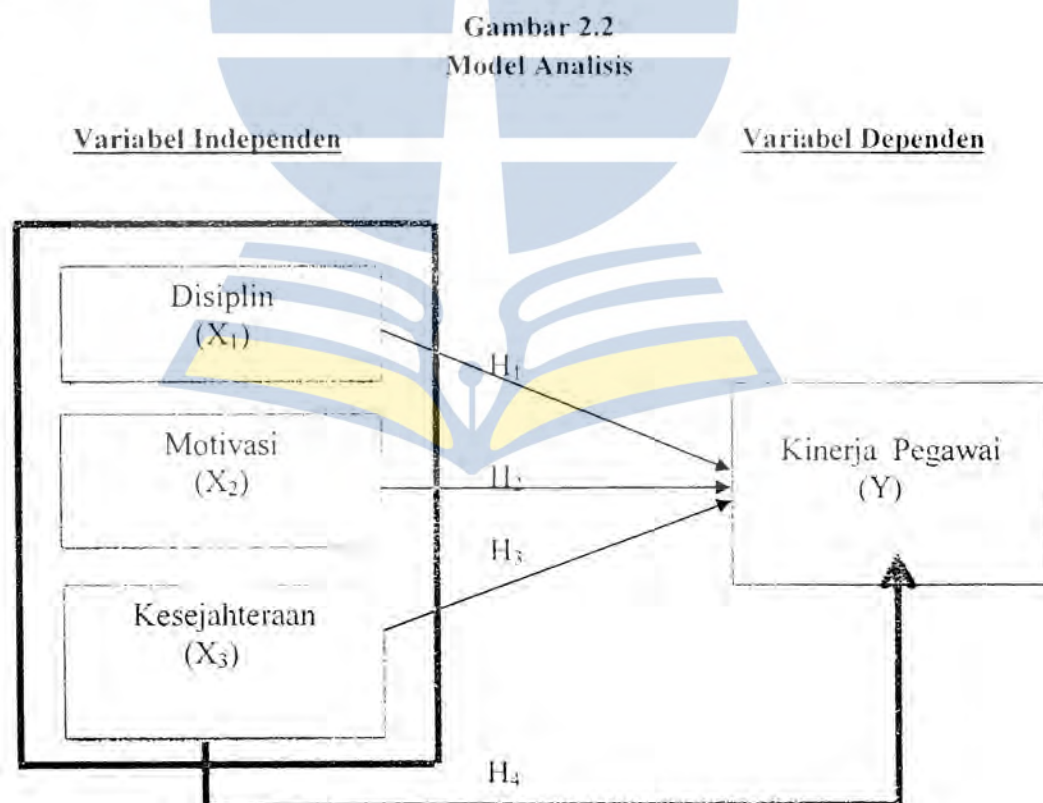 Gambar 2.2
Model Analisis
Variabel Independen
Variabel Dependen
Disiplin
(X₁)
Motivasi
(X₂)
Kesejahteraan
(X₃)
H₁
H₂
H₃
H₄
Kinerja Pegawai
(Y)